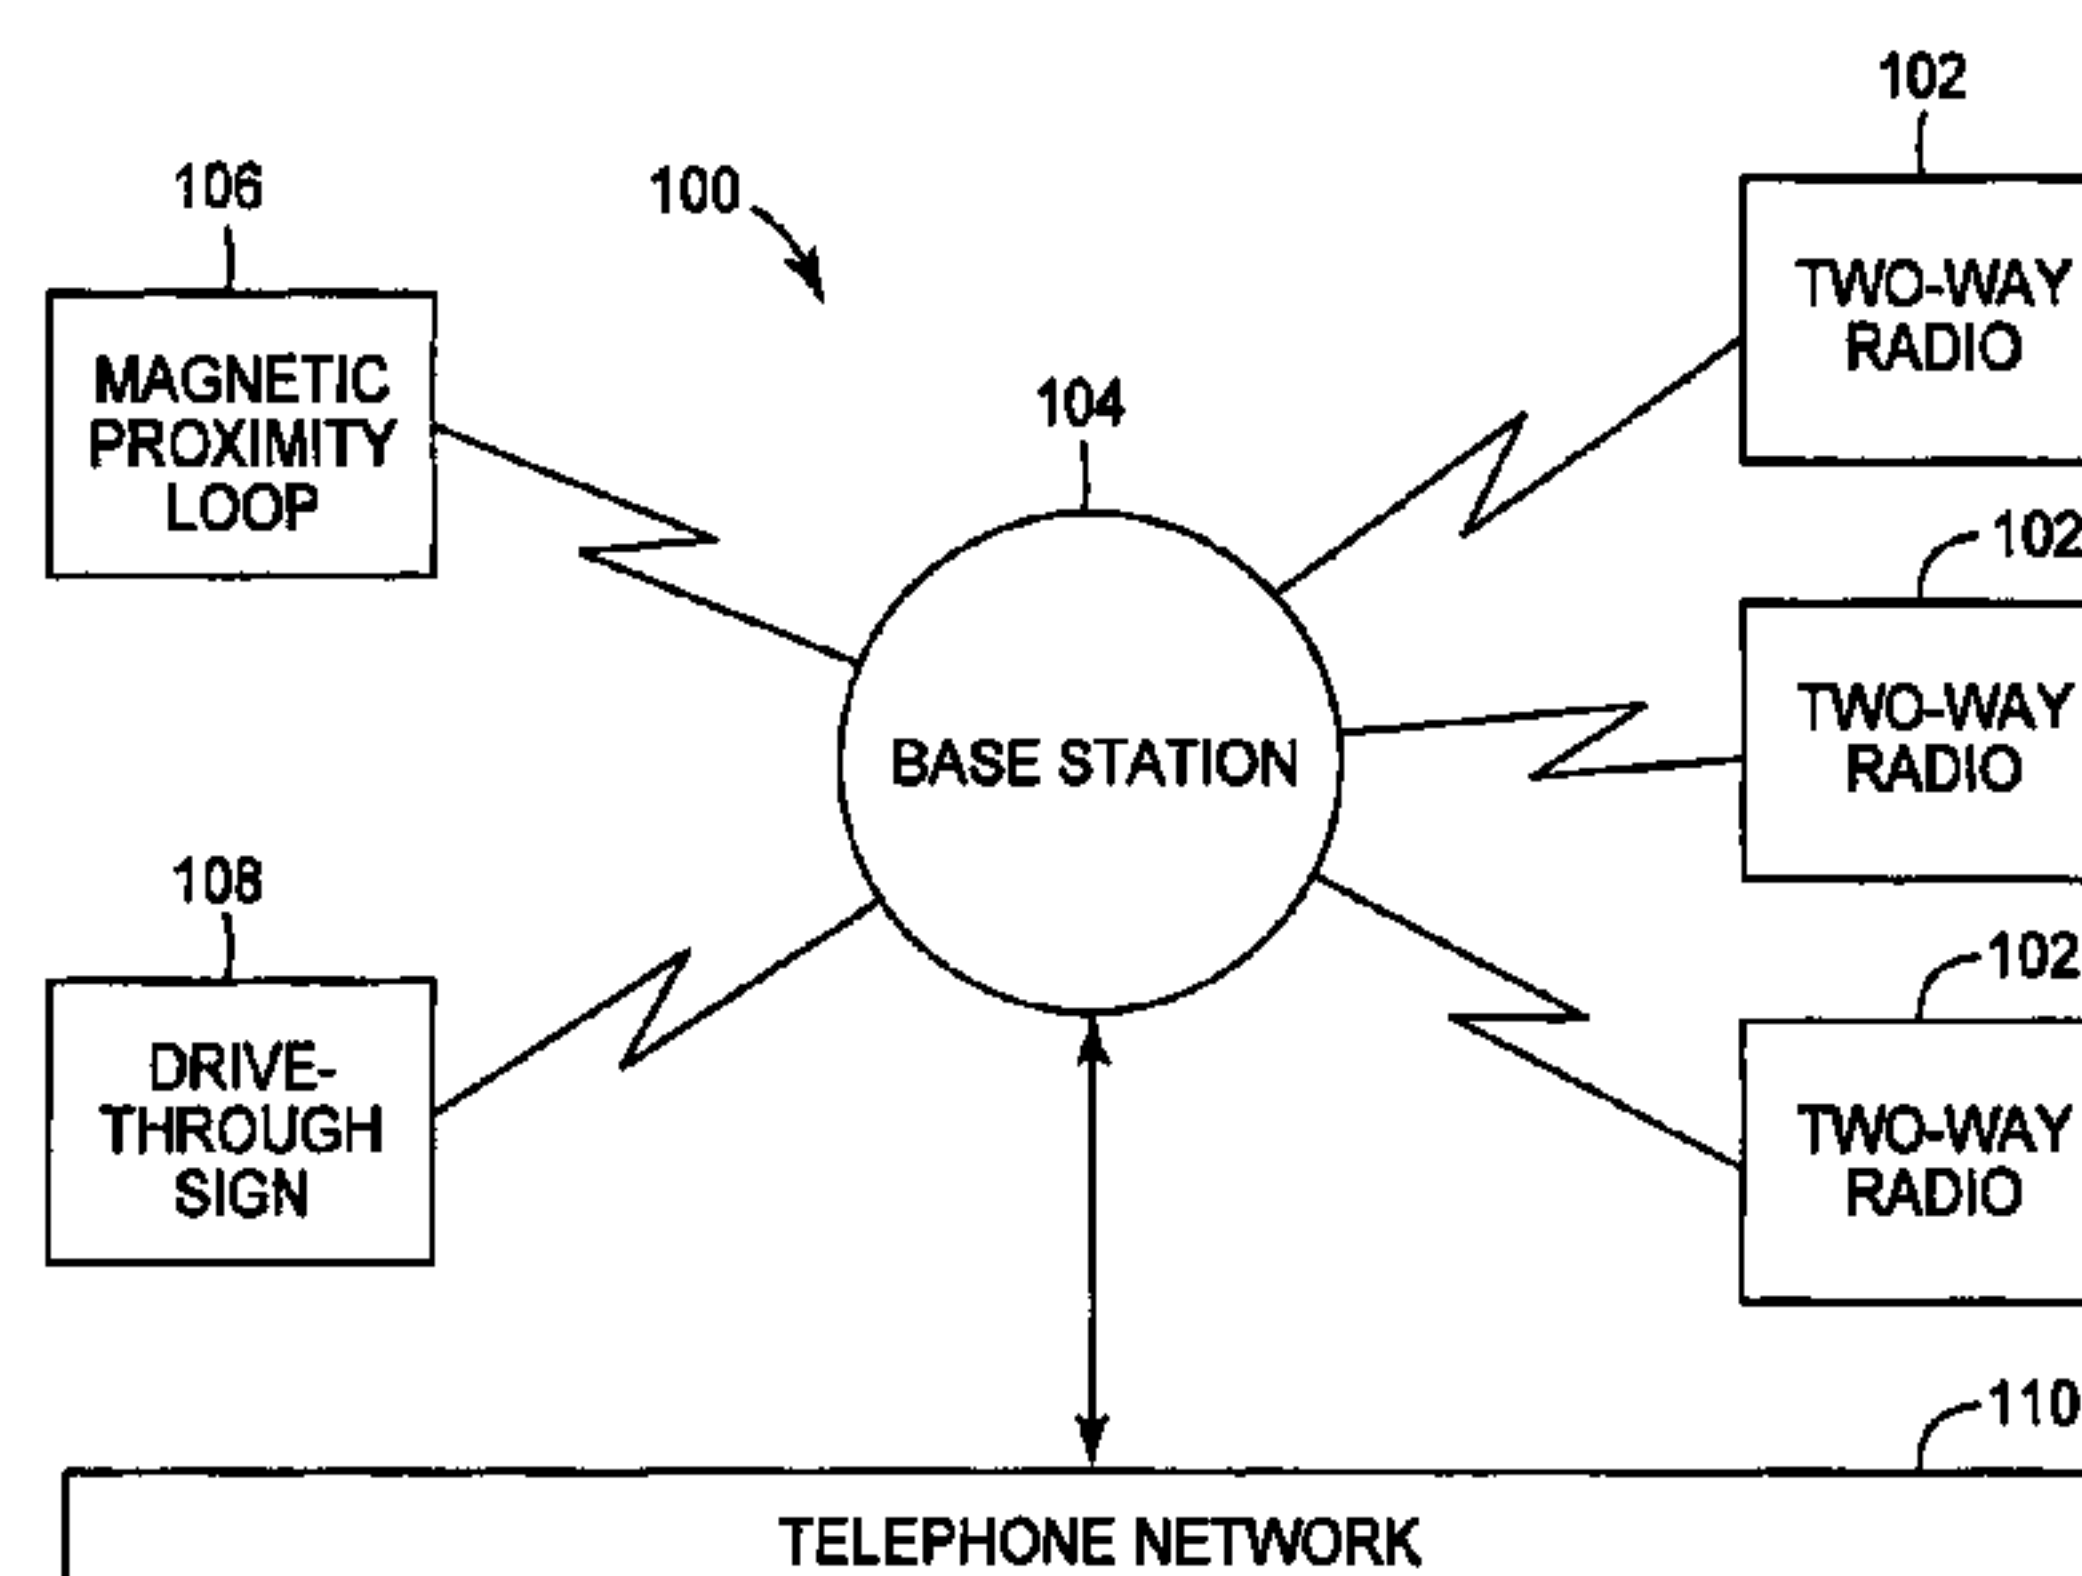 102
106
100
TWO-WAY
RADIO
MAGNETIC
PROXIMITY
LOOP
104
102
TWO-WAY
RADIO
BASE STATION
108
102
DRIVE-
THROUGH
SIGN
TWO-WAY
RADIO
110
TELEPHONE NETWORK